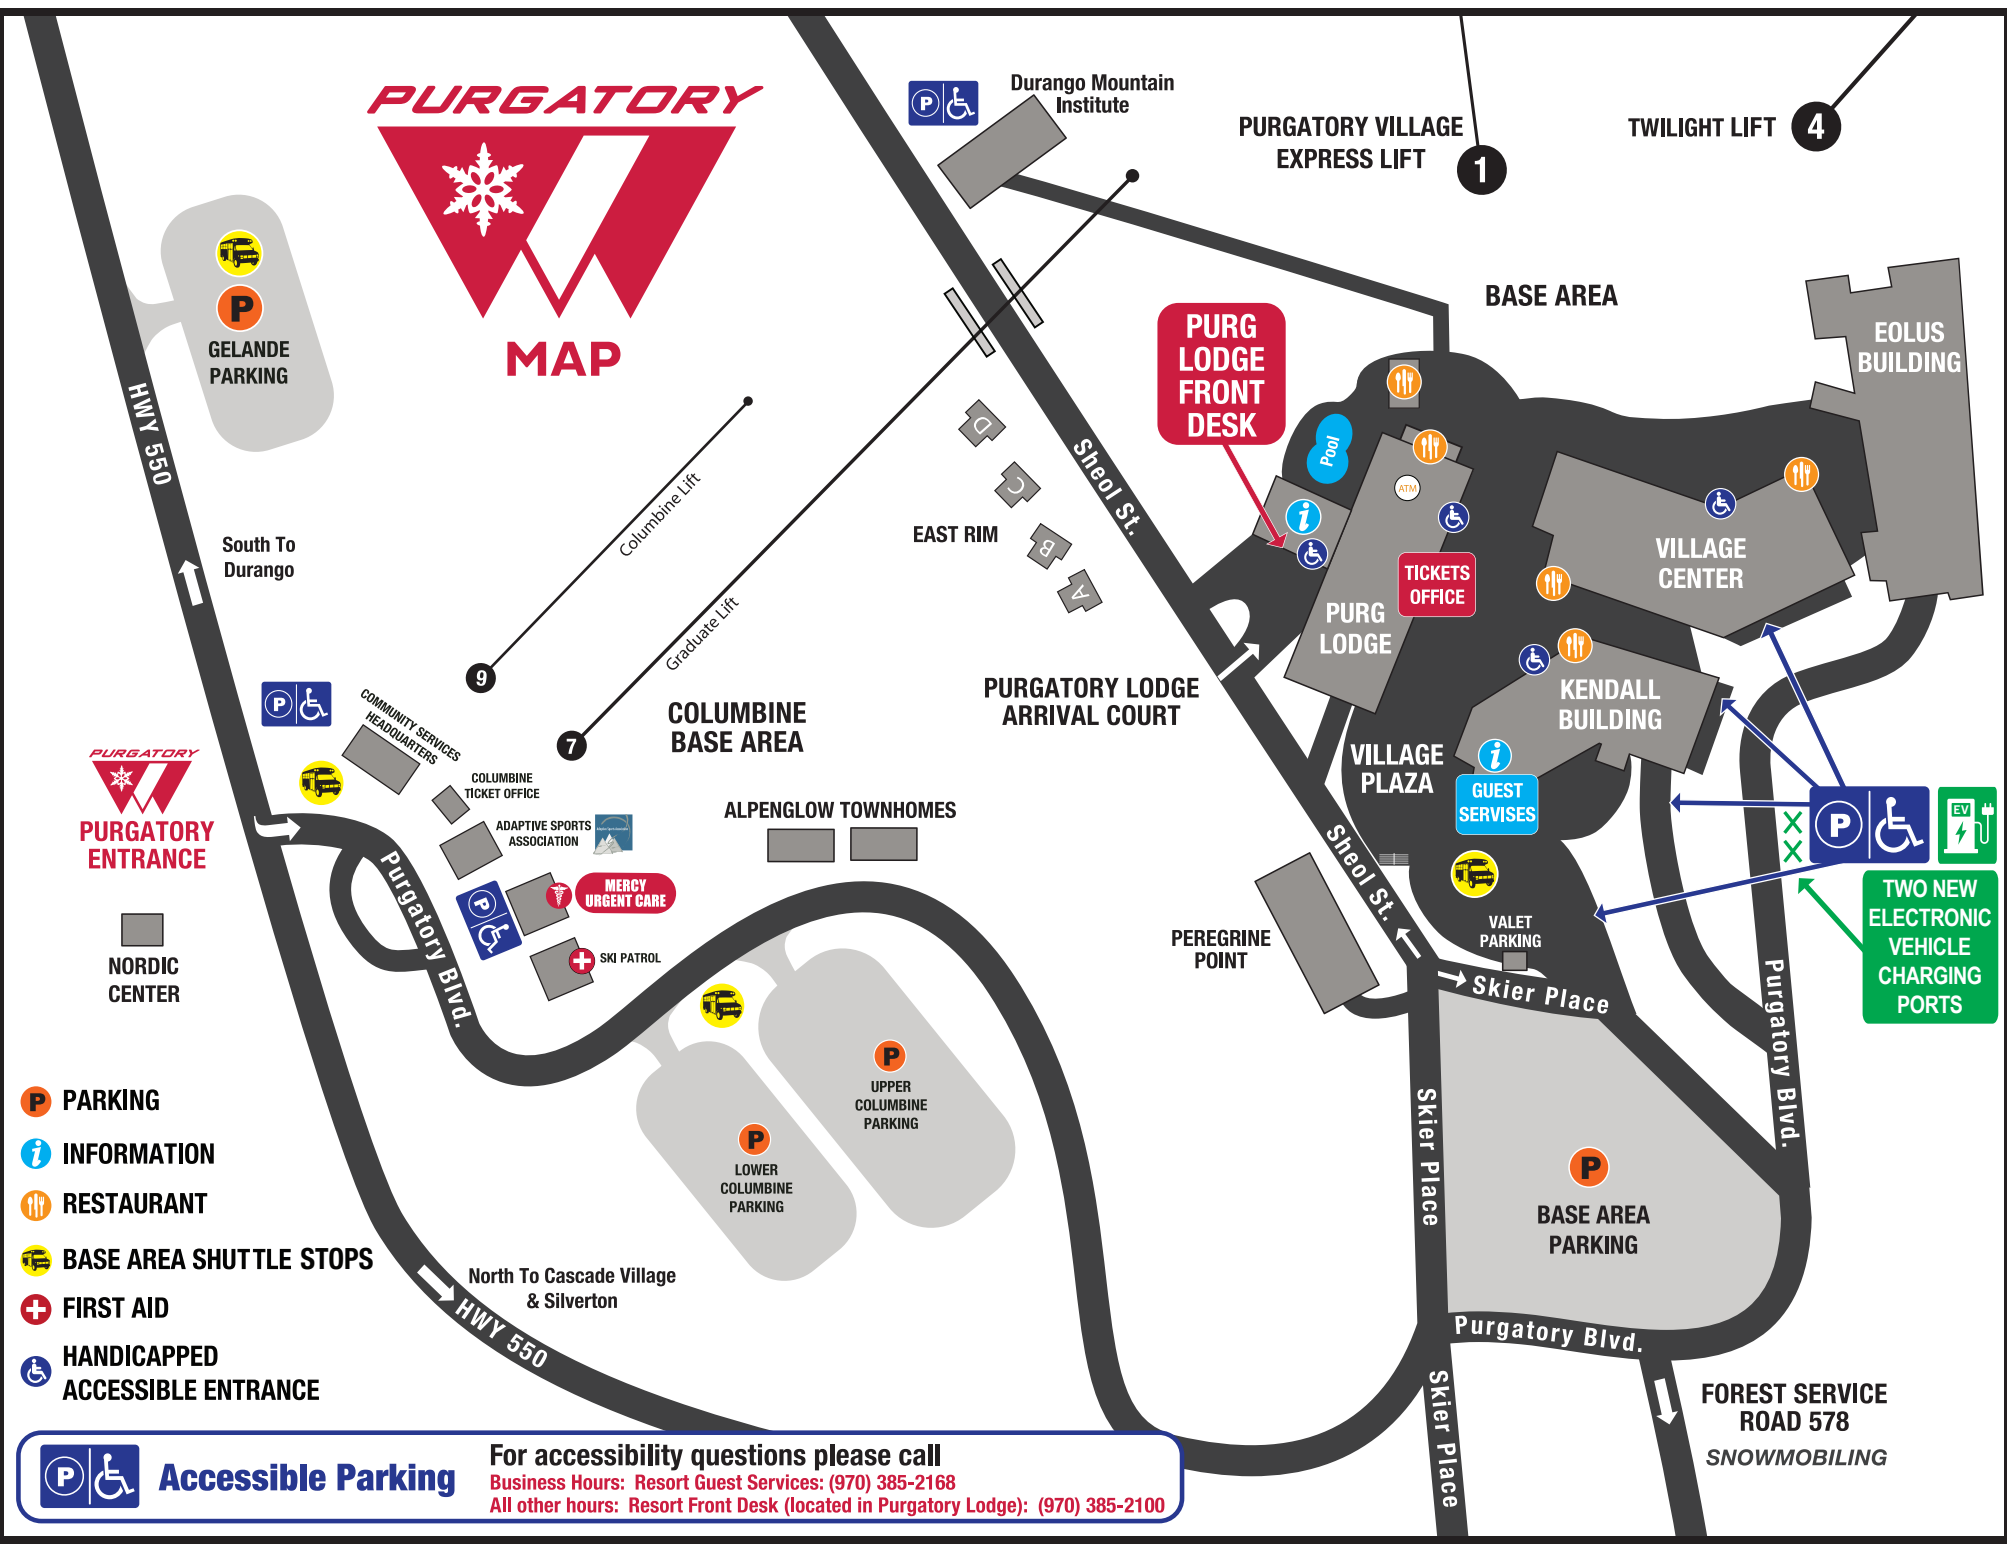 PURGATORY
MAP
P
Durango Mountain
Institute
PURGATORY VILLAGE
EXPRESS LIFT
1
TWILIGHT LIFT
4
P
GELANDE
PARKING
HWY 550
South To
Durango
BASE AREA
PURG
LODGE
FRONT
DESK
EOLUS
BUILDING
Pool
ATM
i
Sheol St.
D
C
B
A
EAST RIM
Columbine Lift
Graduate Lift
9
7
TICKETS
OFFICE
PURG
LODGE
VILLAGE
CENTER
KENDALL
BUILDING
PURGATORY LODGE
ARRIVAL COURT
VILLAGE
PLAZA
i
GUEST
SERVISES
P
COMMUNITY SERVICES
HEADQUARTERS
COLUMBINE
BASE AREA
COLUMBINE
TICKET OFFICE
ADAPTIVE SPORTS
ASSOCIATION
ALPENGLOW TOWNHOMES
PURGATORY
PURGATORY
ENTRANCE
Purgatory Blvd.
P
MERCY
URGENT CARE
SKI PATROL
NORDIC
CENTER
Sheol St.
PEREGRINE
POINT
VALET
PARKING
Skier Place
P
EV
X
X
TWO NEW
ELECTRONIC
VEHICLE
CHARGING
PORTS
Purgatory Blvd.
P
UPPER
COLUMBINE
PARKING
P
LOWER
COLUMBINE
PARKING
Skier Place
P
BASE AREA
PARKING
Purgatory Blvd.
Skier Place
FOREST SERVICE
ROAD 578
SNOWMOBILING
North To Cascade Village
& Silverton
HWY 550
P PARKING
i INFORMATION
RESTAURANT
BASE AREA SHUTTLE STOPS
FIRST AID
HANDICAPPED
ACCESSIBLE ENTRANCE
P
Accessible Parking
For accessibility questions please call
Business Hours: Resort Guest Services: (970) 385-2168
All other hours: Resort Front Desk (located in Purgatory Lodge): (970) 385-2100